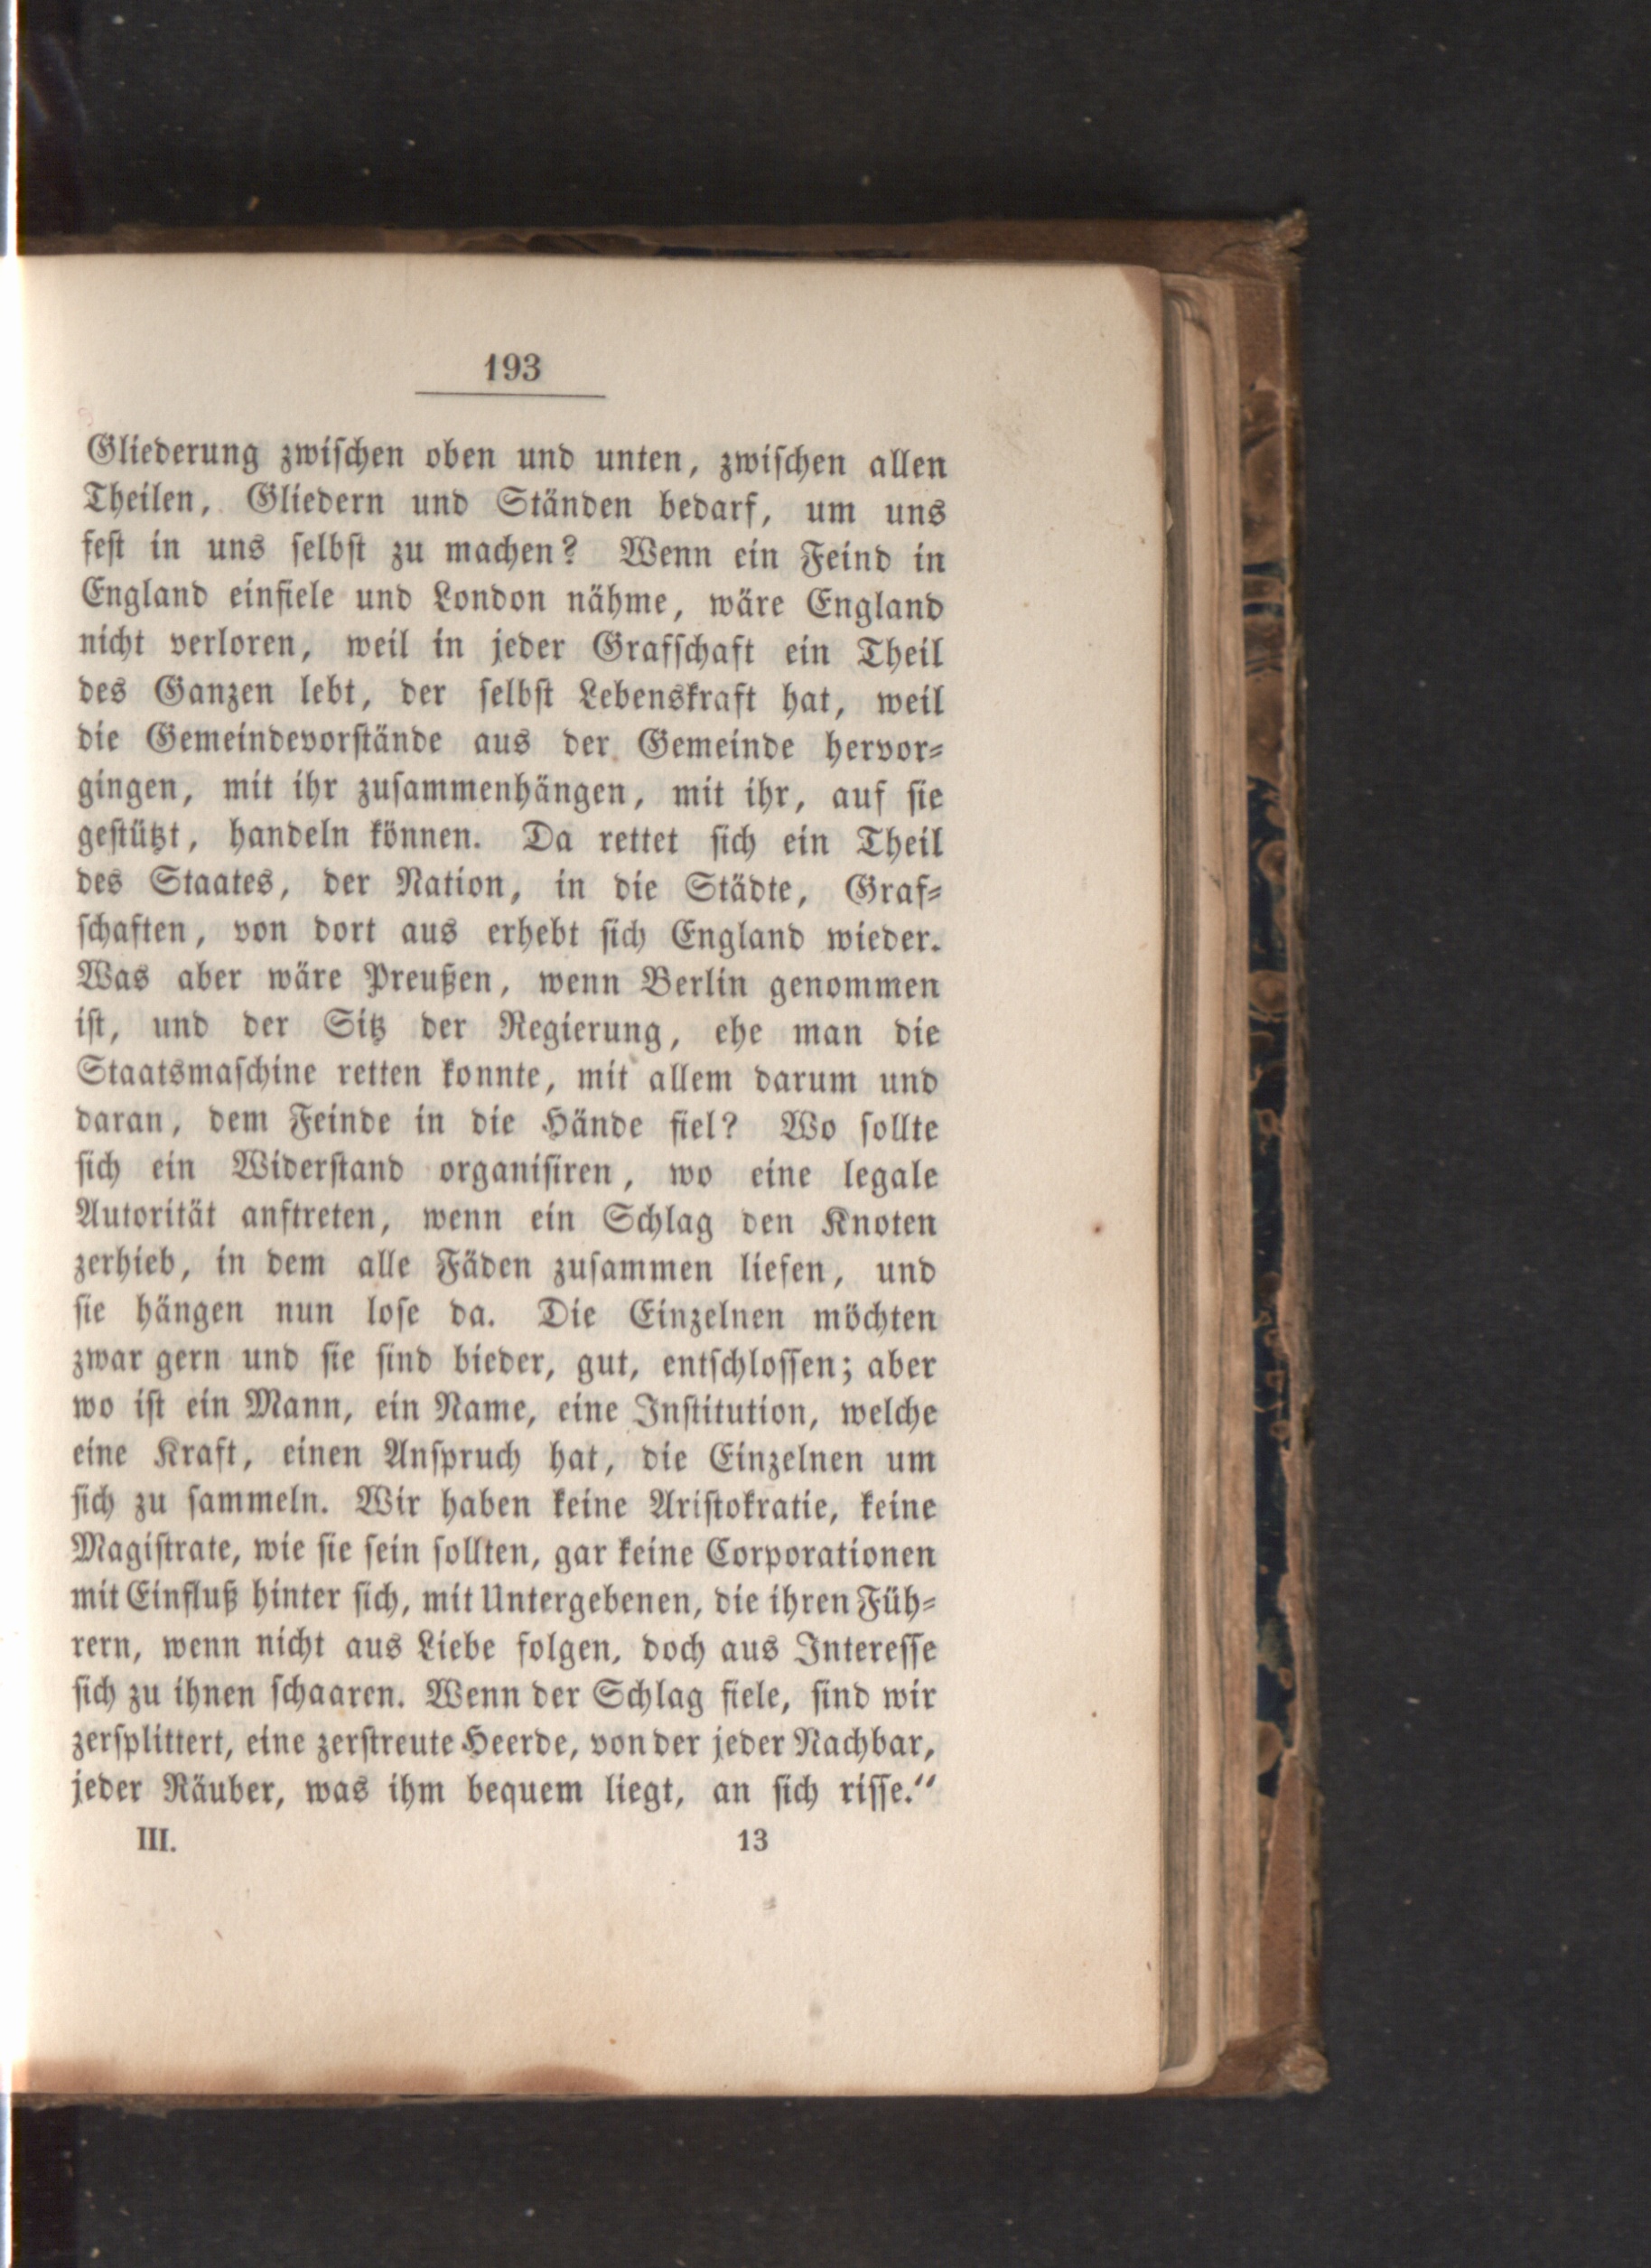 193
Gliederung zwiſchen oben und unten, zwiſchen allen
Theilen, Gliedern und Ständen bedarf, um uns
feſt in uns ſelbſt zu machen? Wenn ein Feind in
England einfiele und London nähme, wäre England
nicht verloren, weil in jeder Grafſchaft ein Theil
des Ganzen lebt, der ſelbſt Lebenskraft hat, weil
die Gemeindevorſtände aus der Gemeinde hervor⸗
gingen, mit ihr zuſammenhängen, mit ihr, auf ſie
geſtützt, handeln können. Da rettet ſich ein Theil
des Staates, der Nation, in die Städte, Graf⸗
ſchaften, von dort aus erhebt ſich England wieder.
Was aber wäre Preußen, wenn Berlin genommen
iſt, und der Sitz der Regierung, ehe man die
Staatsmaſchine retten konnte, mit allem darum und
daran, dem Feinde in die Hände fiel? Wo ſollte
ſich ein Widerſtand organiſiren, wo eine legale
Autorität anftreten, wenn ein Schlag den Knoten
zerhieb, in dem alle Fäden zuſammen liefen, und
ſie hängen nun loſe da. Die Einzelnen möchten
zwar gern und ſie ſind bieder, gut, entſchloſſen; aber
wo iſt ein Mann, ein Name, eine Inſtitution, welche
eine Kraft, einen Anſpruch hat, die Einzelnen um
ſich zu ſammeln. Wir haben keine Ariſtokratie, keine
Magiſtrate, wie ſie ſein ſollten, gar keine Corporationen
mit Einfluß hinter ſich, mit Untergebenen, die ihren Füh⸗
rern, wenn nicht aus Liebe folgen, doch aus Intereſſe
ſich zu ihnen ſchaaren. Wenn der Schlag fiele, ſind wir
zerſplittert, eine zerſtreute Heerde, von der jeder Nachbar,
jeder Räuber, was ihm bequem liegt, an ſich riſſe.“
III. 13